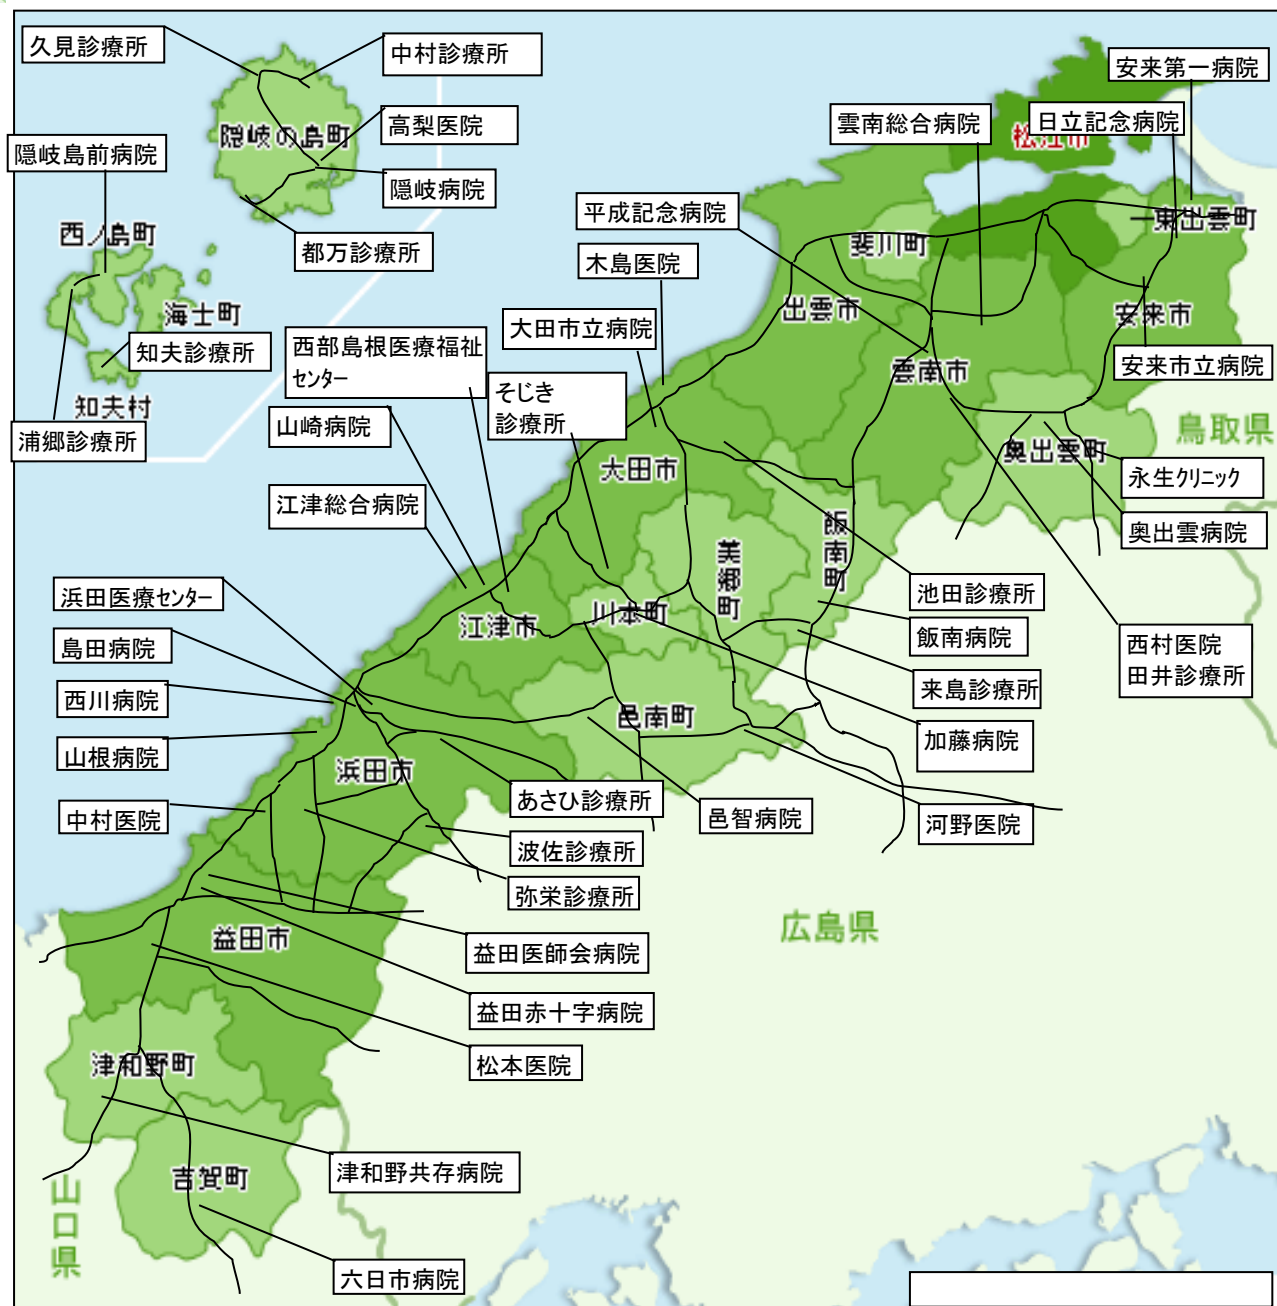 久見診療所
中村診療所
安来第一病院
高梨医院
雲南総合病院
日立記念病院
隠岐の島町
松江市
隠岐島前病院
隠岐病院
平成記念病院
東出雲町
西ノ島町
都万診療所
木島医院
斐川町
海士町
出雲市
安来市
知夫診療所
西部島根医療福祉
センター
大田市立病院
安来市立病院
雲南市
知夫村
そじき
診療所
山崎病院
浦郷診療所
鳥取県
奥出雲町
永生クリニック
大田市
江津総合病院
奥出雲病院
飯南町
美郷町
浜田医療センター
池田診療所
川本町
江津市
飯南病院
島田病院
西村医院
田井診療所
西川病院
来島診療所
邑南町
山根病院
加藤病院
浜田市
あさひ診療所
中村医院
邑智病院
河野医院
波佐診療所
弥栄診療所
広島県
益田市
益田医師会病院
益田赤十字病院
松本医院
津和野町
津和野共存病院
吉賀町
山口県
六日市病院